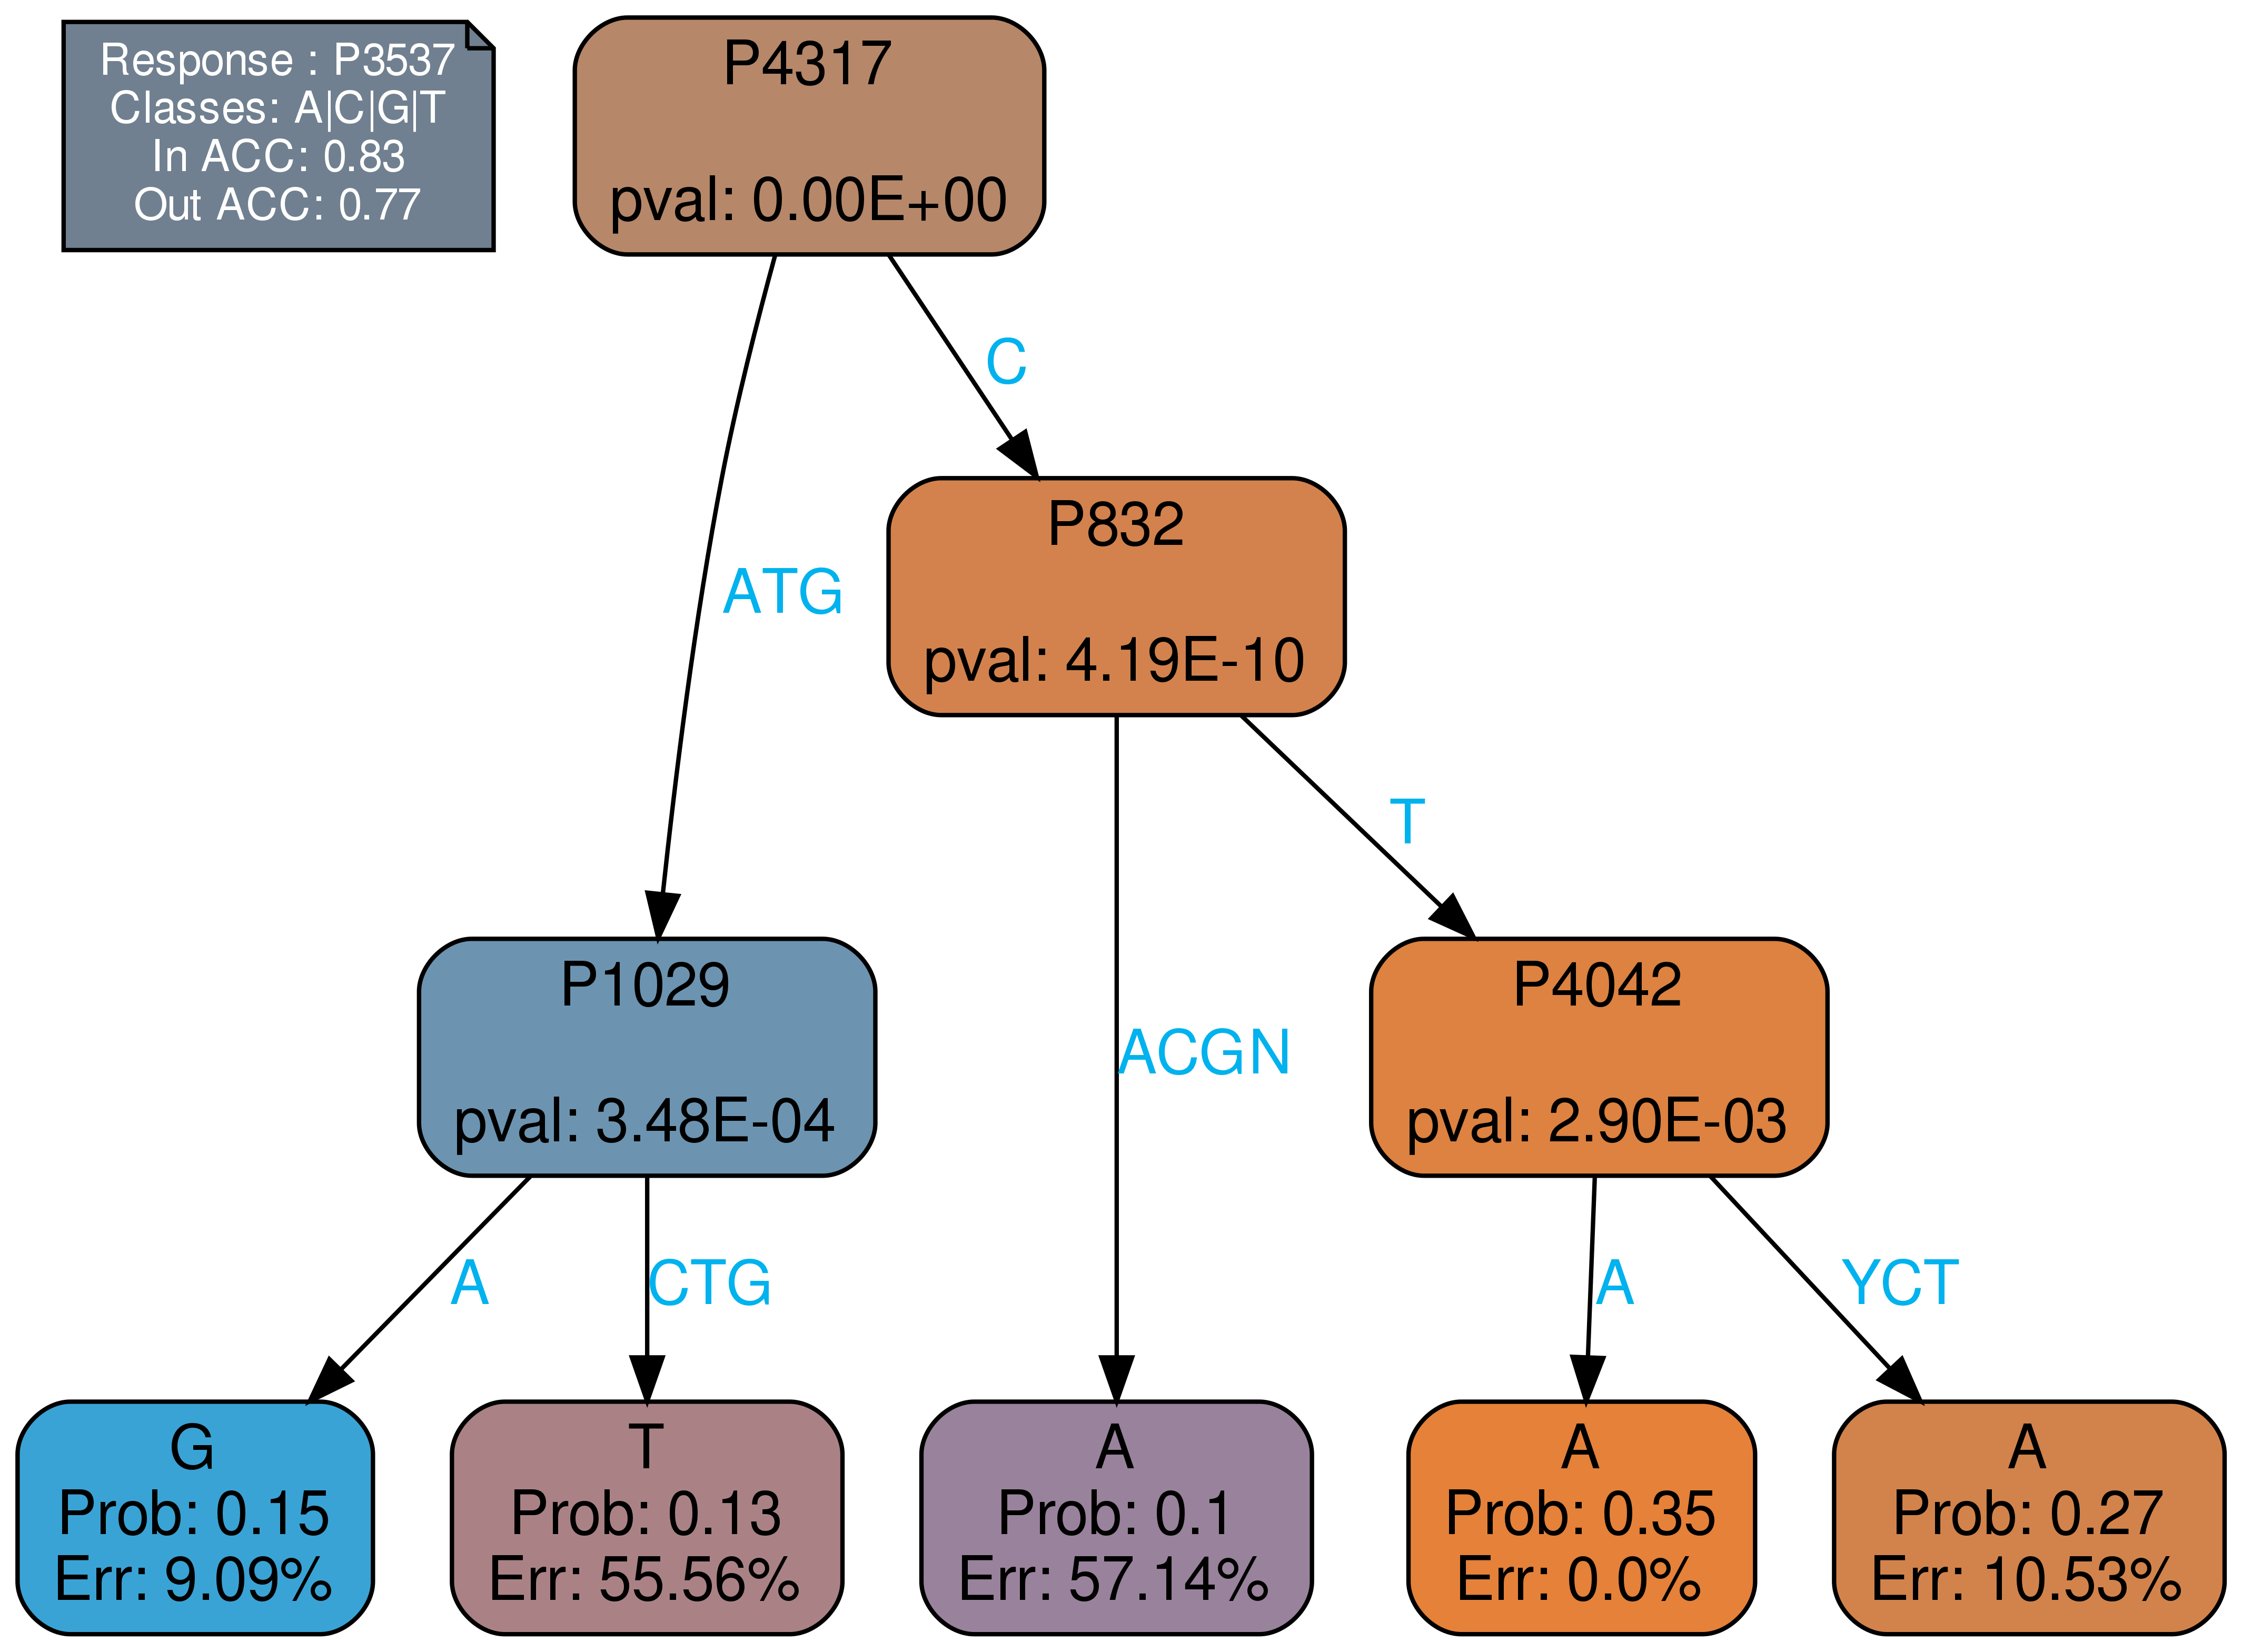 Response : P3537
Classes: A|C|G|T
In ACC: 0.83
Out ACC: 0.77
P4317
pval: 0.00E+00
C
ATG
P832
pval: 4.19E-10
T
ACGN
P1029
pval: 3.48E-04
P4042
pval: 2.90E-03
A
CTG
A
YCT
G
Prob: 0.15
Err: 9.09%
T
Prob: 0.13
Err: 55.56%
A
Prob: 0.1
Err: 57.14%
A
Prob: 0.35
Err: 0.0%
A
Prob: 0.27
Err: 10.53%